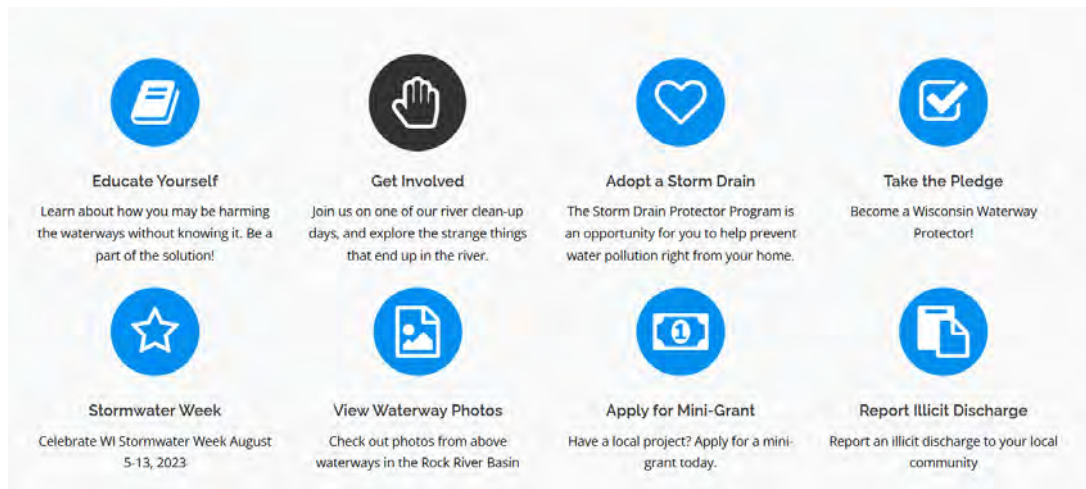 Educate Yourself
Learn about how you may be harming
the waterways without knowing it. Be a
part of the solution!
Get Involved
Join us on one of our river clean-up
days, and explore the strange things
that end up in the river.
Adopt a Storm Drain
The Storm Drain Protector Program is
an opportunity for you to help prevent
water pollution right from your home.
Take the Pledge
Become a Wisconsin Waterway
Protector!
Stormwater Week
Celebrate WI Stormwater Week August
5-13, 2023
View Waterway Photos
Check out photos from above
waterways in the Rock River Basin
1
Apply for Mini-Grant
Have a local project? Apply for a mini-
grant today.
Report Illicit Discharge
Report an illicit discharge to your local
community